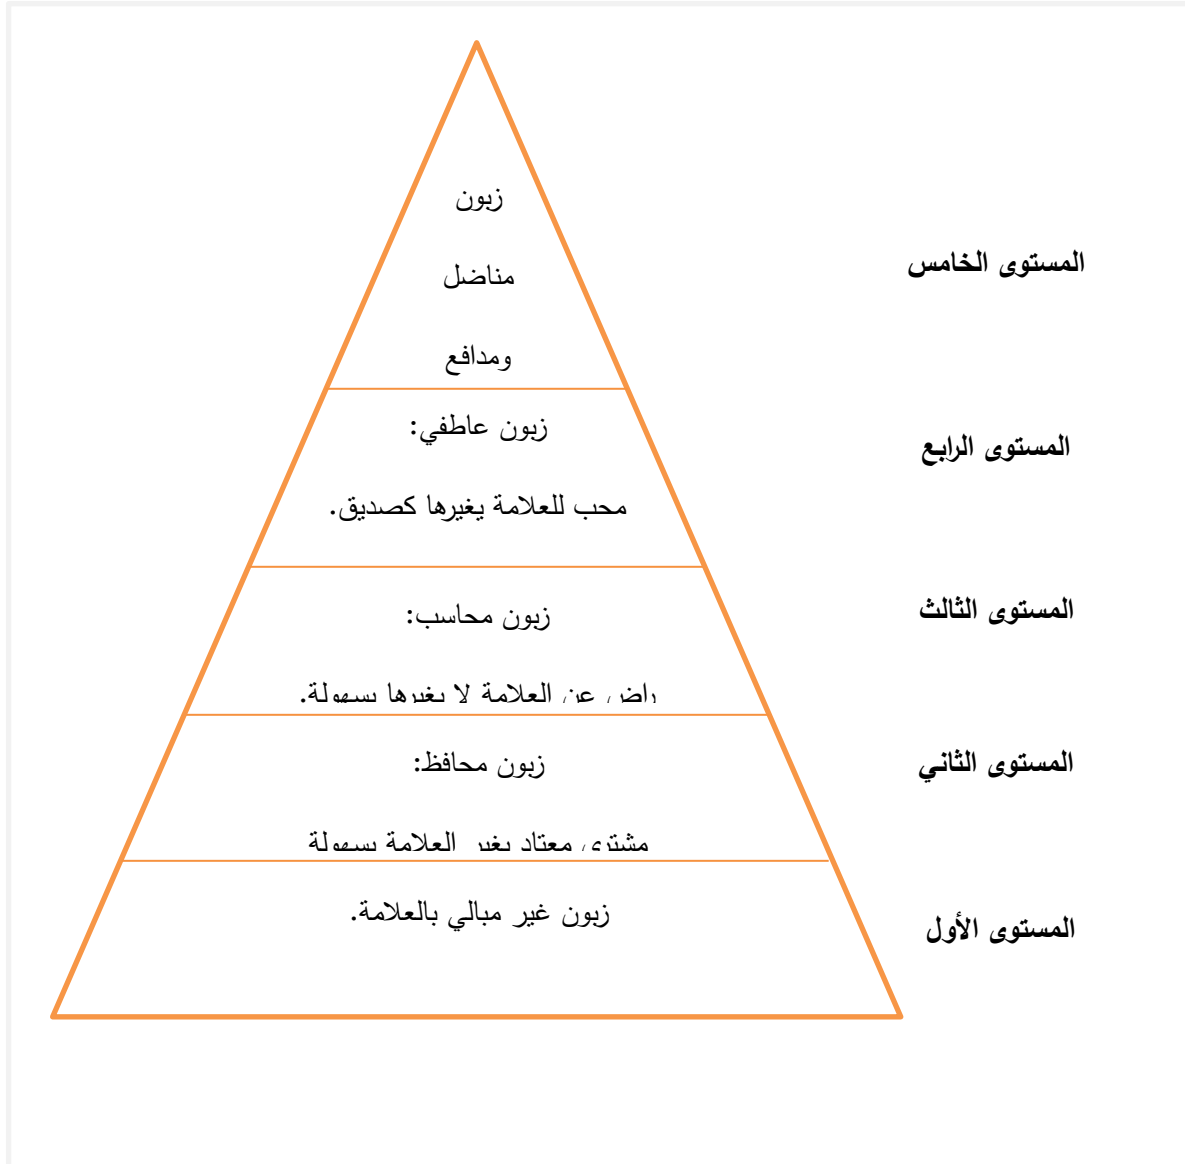 زبون
مناضل
المستوى الخامس
ومدافع
زبون عاطفي:
المستوى الرابع
محب للعلامة يغيرها كصديق.
زبون محاسب:
المستوى الثالث
راض عن العلامة لا يغيرها بسهولة.
زبون محافظ:
المستوى الثاني
مشتري معتاد يغير العلامة بسهولة
زبون غير مبالي بالعلامة.
المستوى الأول